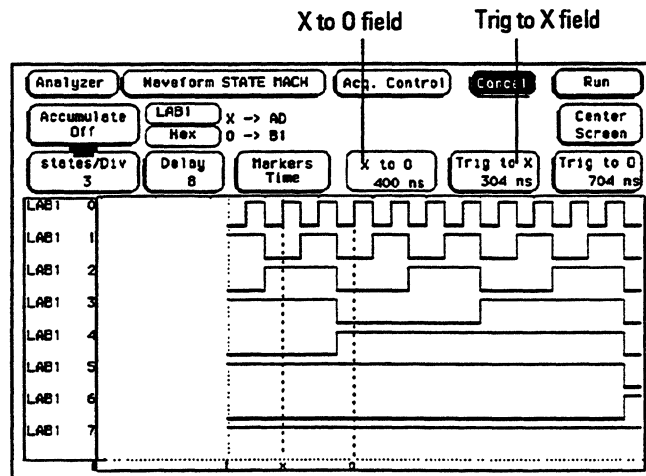 X to O field Trig to X field
Analyzer Waveform STATE MACH Acq. Control Cancel Run
Accumulate Off LAB1 X -> AD Center Screen
Hex O -> B1
states/Div 3 Delay 8 Markers Time X to O 400 ns Trig to X 304 ns Trig to O 704 ns
LAB1 0
LAB1 1
LAB1 2
LAB1 3
LAB1 4
LAB1 5
LAB1 6
LAB1 7
X O